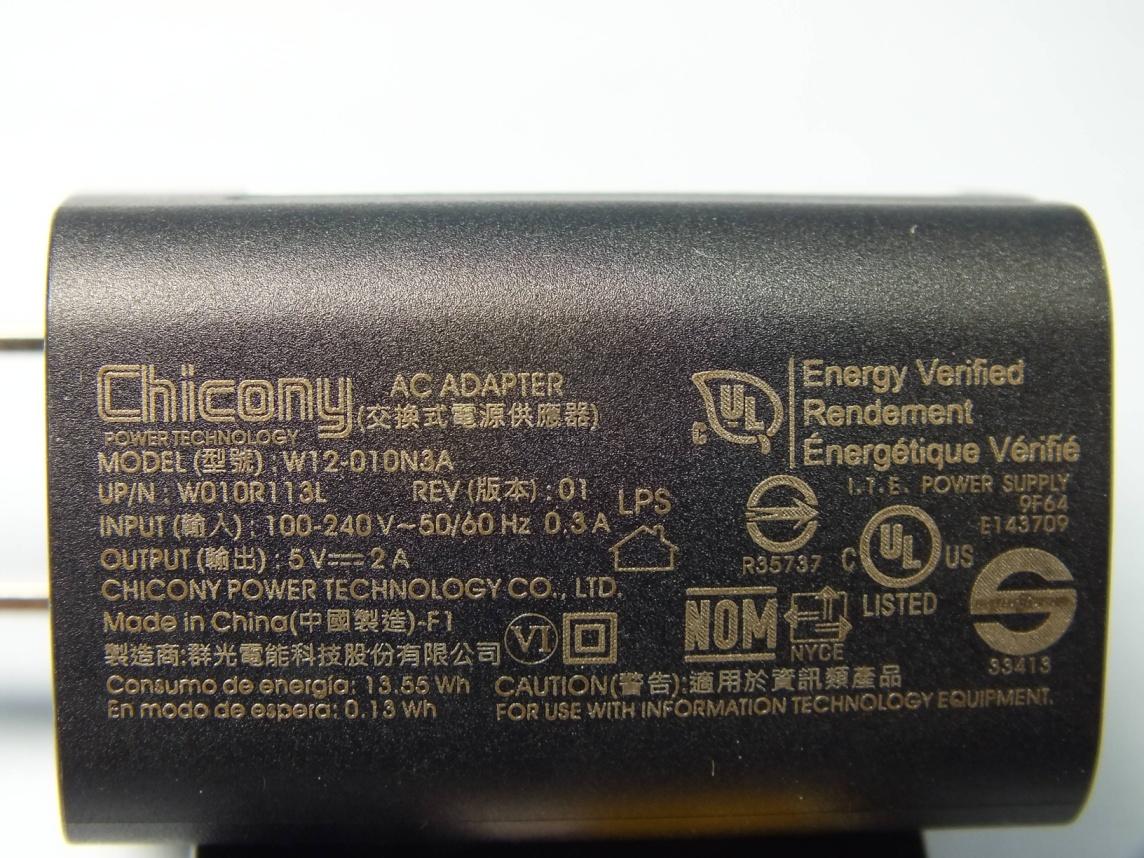 Chicony
POWER TECHNOLOGY
AC ADAPTER
(交換式電源供應器)
MODEL (型號) : W12-010N3A
UP/N : W010R113L REV (版本) : 01
INPUT (輸入) : 100-240 V~50/60 Hz 0.3 A
OUTPUT (輸出) : 5 V⎓2 A
CHICONY POWER TECHNOLOGY CO., LTD.
Made in China(中國製造)-F1
製造商:群光電能科技股份有限公司
Consumo de energía: 13.55 Wh
En modo de espera: 0.13 Wh
LPS
VI
C UL
Energy Verified
Rendement
Énergétique Vérifié
I.T.E. POWER SUPPLY
9F64
E143709
R35737
C UL US
LISTED
NOM
NYCE
33413
CAUTION(警告):適用於資訊類產品
FOR USE WITH INFORMATION TECHNOLOGY EQUIPMENT.